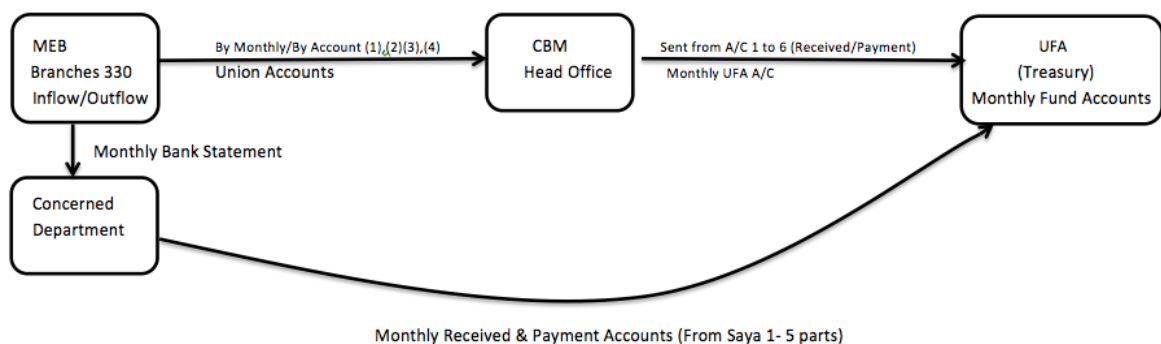 MEB
Branches 330
Inflow/Outflow
By Monthly/By Account (1),(2)(3),(4)
Union Accounts
CBM
Head Office
Sent from A/C 1 to 6 (Received/Payment)
Monthly UFA A/C
UFA
(Treasury)
Monthly Fund Accounts
Monthly Bank Statement
Concerned
Department
Monthly Received & Payment Accounts (From Saya 1- 5 parts)